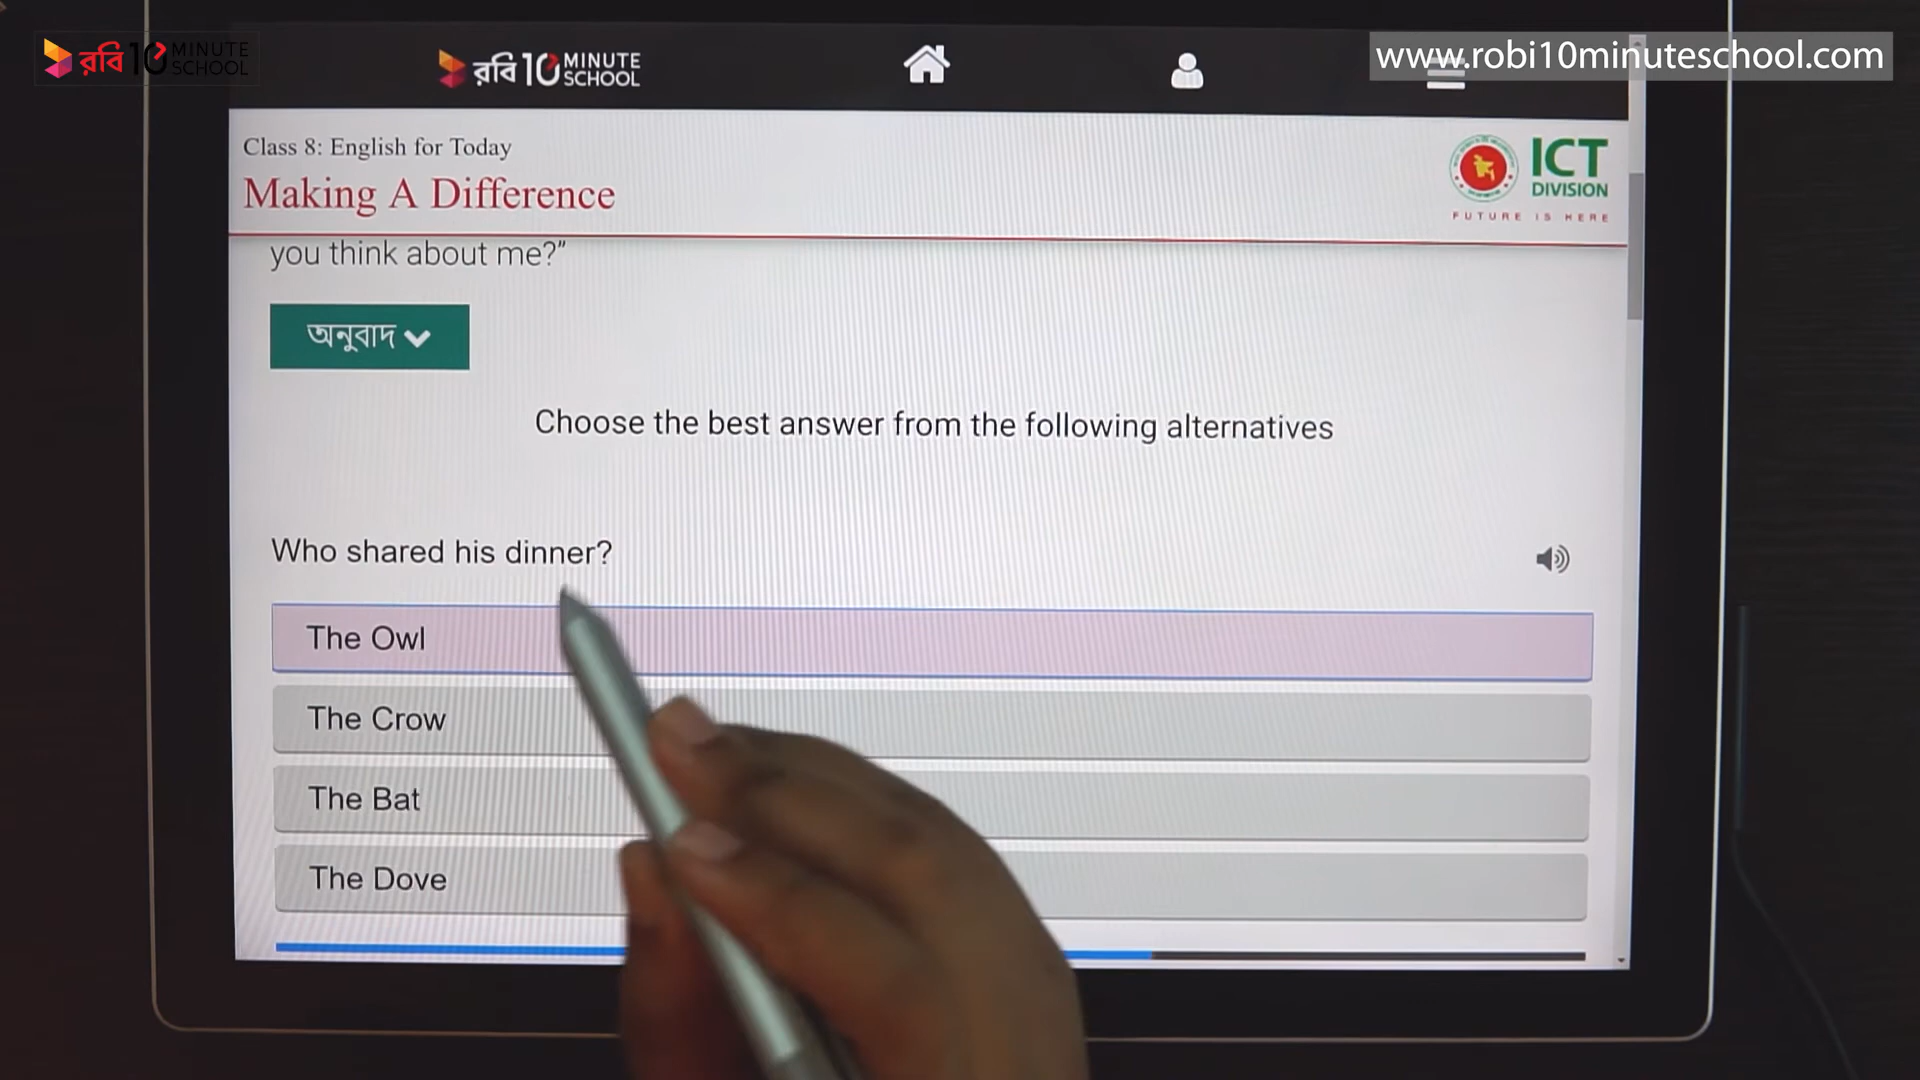 রবি 10 MINUTE SCHOOL
রবি 10 MINUTE SCHOOL
www.robi10minuteschool.com
Class 8: English for Today
Making A Difference
ICT
DIVISION
FUTURE IS HERE
you think about me?”
অনুবাদ
Choose the best answer from the following alternatives
Who shared his dinner?
The Owl
The Crow
The Bat
The Dove